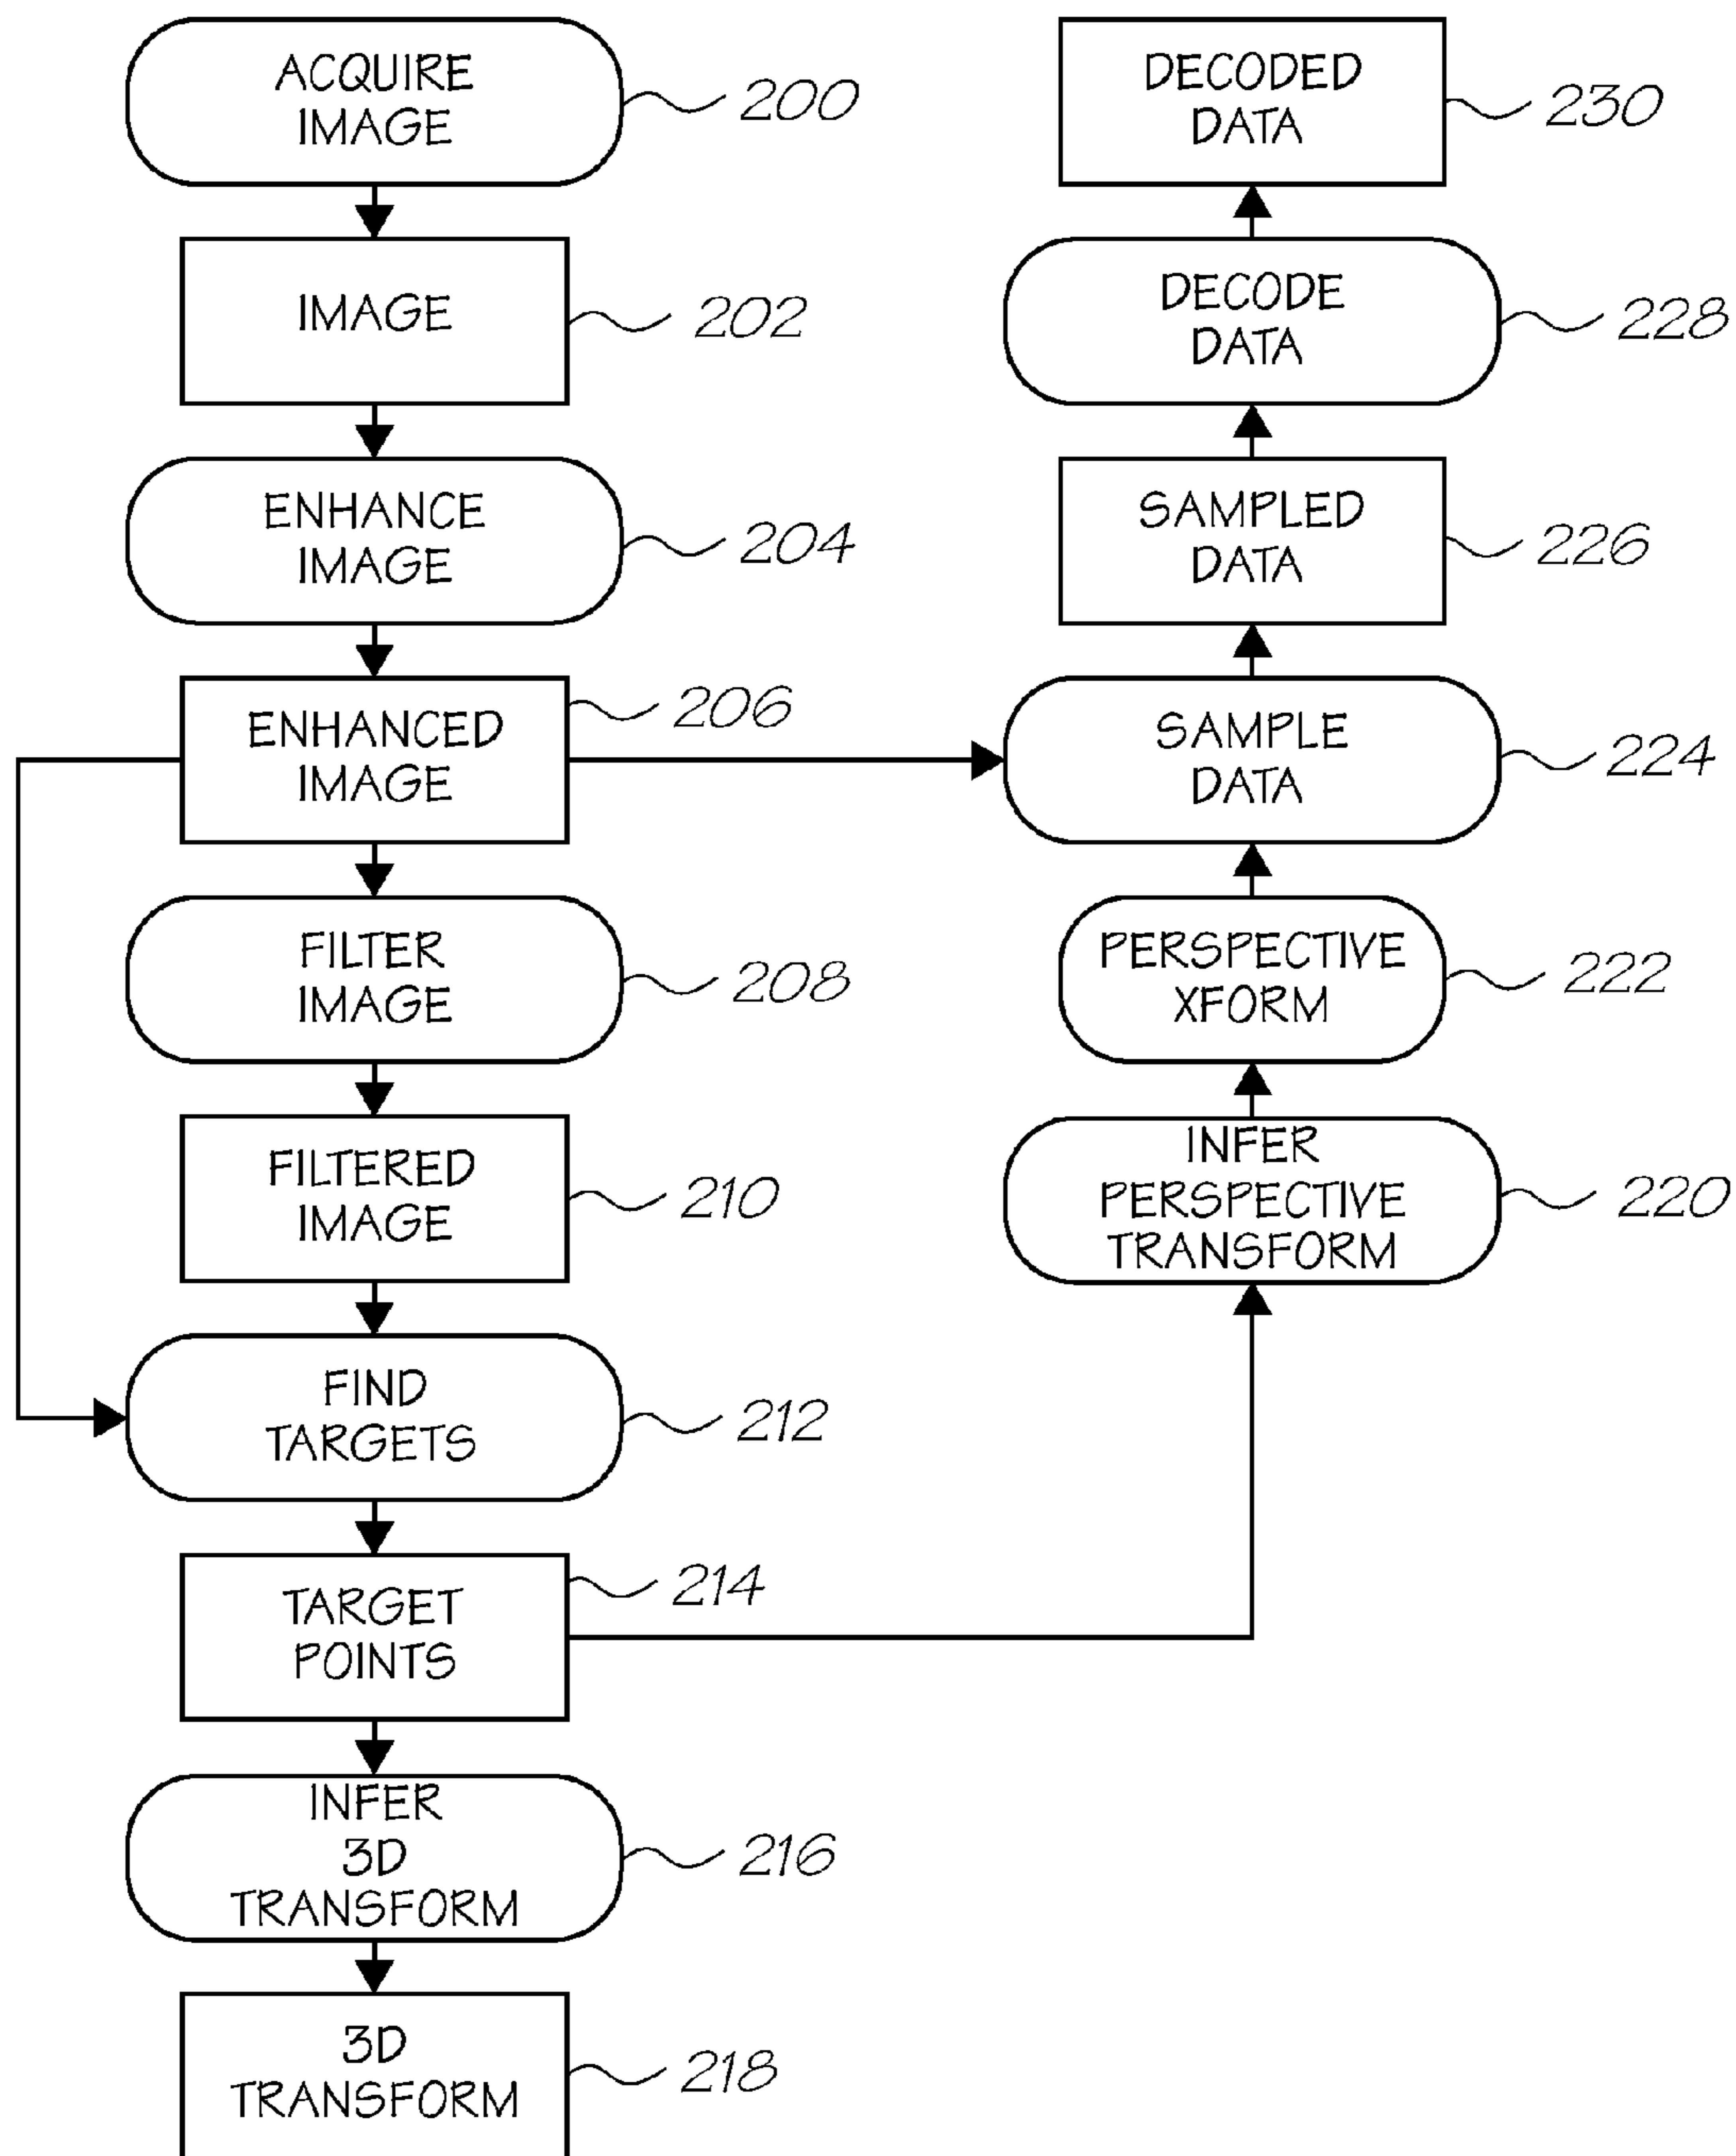 ACQUIRE
IMAGE
200
IMAGE
202
ENHANCE
IMAGE
204
ENHANCED
IMAGE
206
FILTER
IMAGE
208
FILTERED
IMAGE
210
FIND
TARGETS
212
TARGET
POINTS
214
INFER
3D
TRANSFORM
216
3D
TRANSFORM
218
DECODED
DATA
230
DECODE
DATA
228
SAMPLED
DATA
226
SAMPLE
DATA
224
PERSPECTIVE
XFORM
222
INFER
PERSPECTIVE
TRANSFORM
220